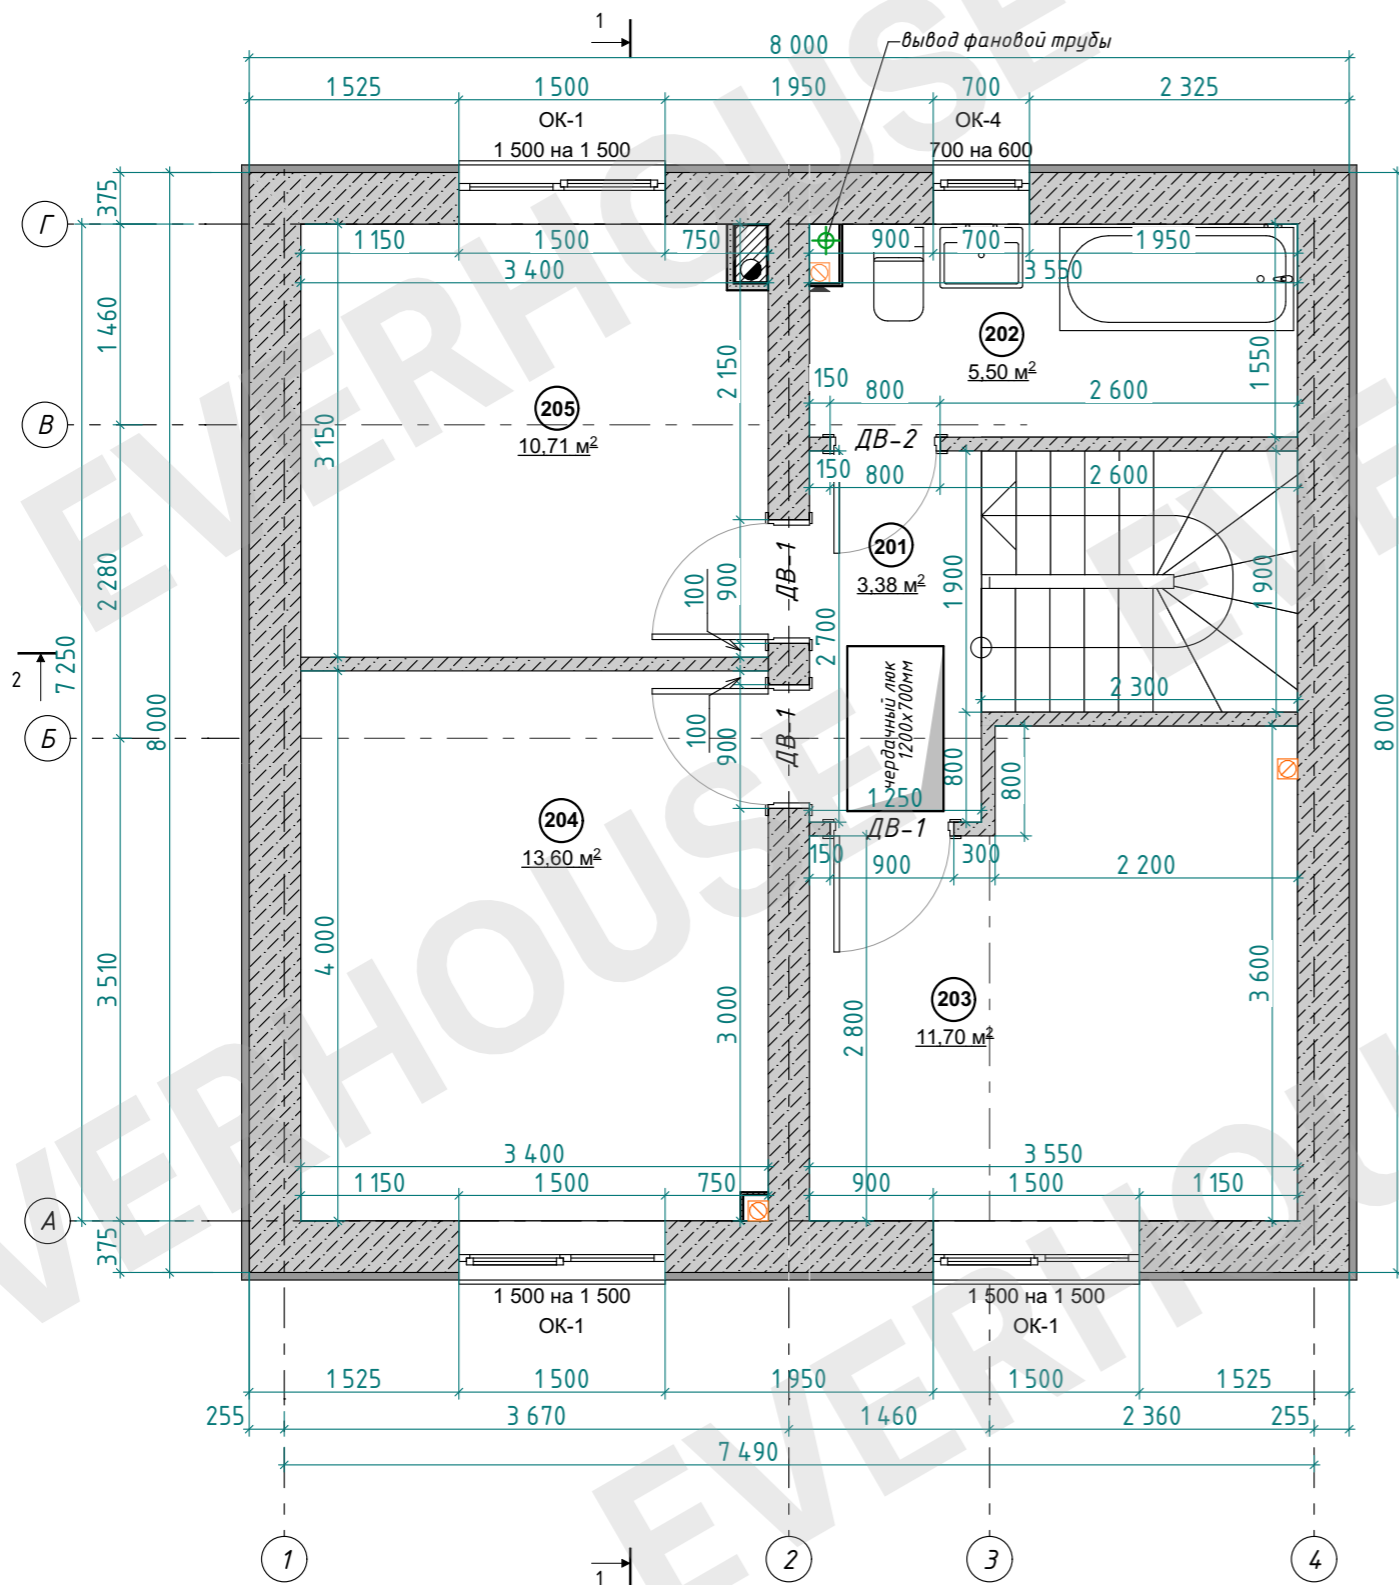 1
вывод фановой трубы
8 000
1 525
1 500
1 950
700
2 325
ОК-1
1 500 на 1 500
ОК-4
700 на 600
375
Г
1 150
1 500
750
900
700
1 950
3 400
3 550
1 460
2 150
202
5,50 м²
1 550
205
10,71 м²
3 150
В
150
800
2 600
ДВ-2
150
800
2 600
201
3,38 м²
ДВ-1
2 280
100
900
1 900
1 900
2 700
7 250
2
8 000
8 000
2 300
чердачный люк
1200х700мм
Б
100
900
ДВ-1
800
800
1 250
ДВ-1
204
13,60 м²
150
900
300
2 200
4 000
3 510
3 000
203
11,70 м²
2 800
3 600
3 400
3 550
1 150
1 500
750
900
1 500
1 150
А
375
1 500 на 1 500
ОК-1
1 500 на 1 500
ОК-1
1 525
1 500
1 950
1 500
1 525
255
3 670
1 460
2 360
255
7 490
1
2
3
4
1
EVERHOUSE
EVERHOUSE
EVERHOU
EVE